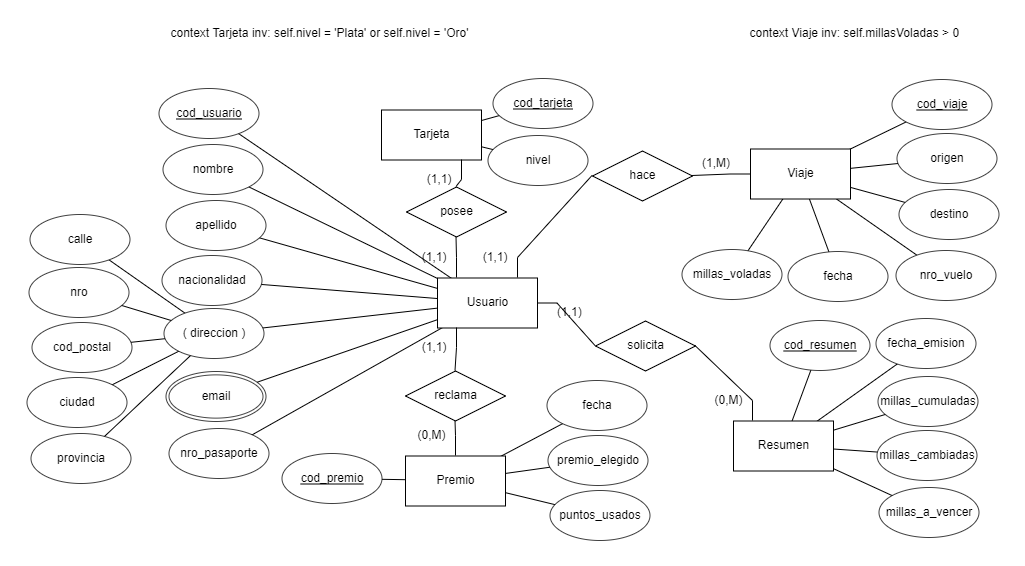 context Tarjeta inv: self.nivel = 'Plata' or self.nivel = 'Oro'
context Viaje inv: self.millasVoladas > 0
cod_usuario
nombre
apellido
nacionalidad
( direccion )
email
nro_pasaporte
calle
nro
cod_postal
ciudad
provincia
Tarjeta
cod_tarjeta
nivel
(1,1)
posee
(1,1)
Usuario
(1,1)
hace
(1,M)
Viaje
cod_viaje
origen
destino
nro_vuelo
fecha
millas_voladas
(1,1)
solicita
(0,M)
Resumen
cod_resumen
fecha_emision
millas_cumuladas
millas_cambiadas
millas_a_vencer
(1,1)
reclama
(0,M)
Premio
cod_premio
fecha
premio_elegido
puntos_usados